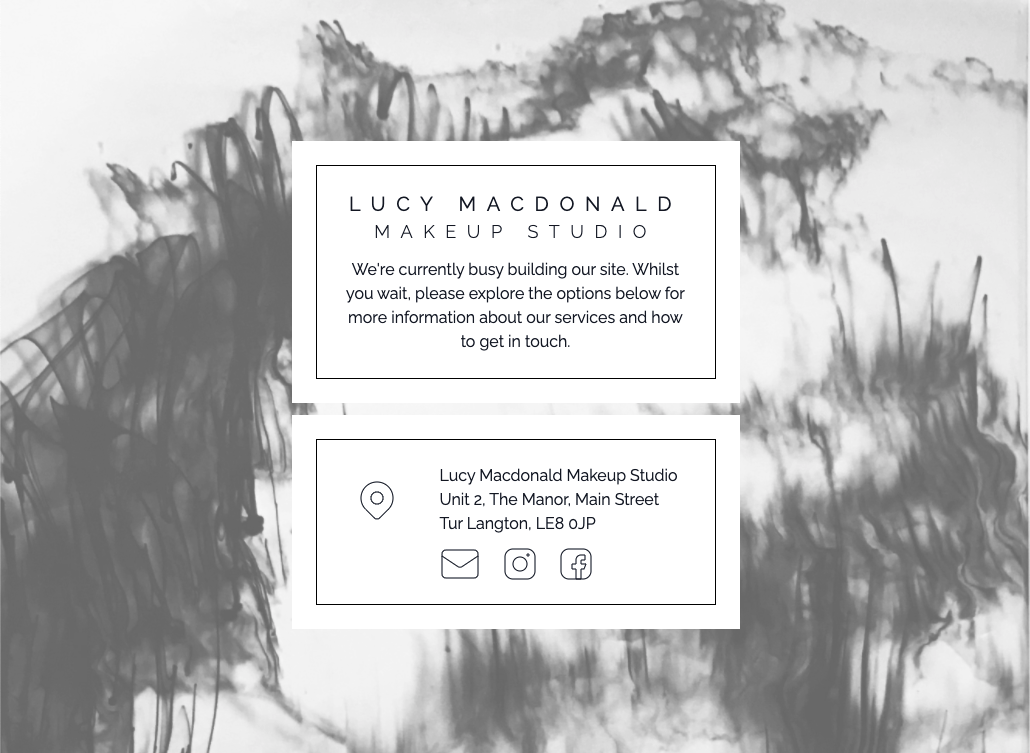 LUCY MACDONALD
MAKEUP STUDIO
We're currently busy building our site. Whilst
you wait, please explore the options below for
more information about our services and how
to get in touch.
Lucy Macdonald Makeup Studio
Unit 2, The Manor, Main Street
Tur Langton, LE8 0JP